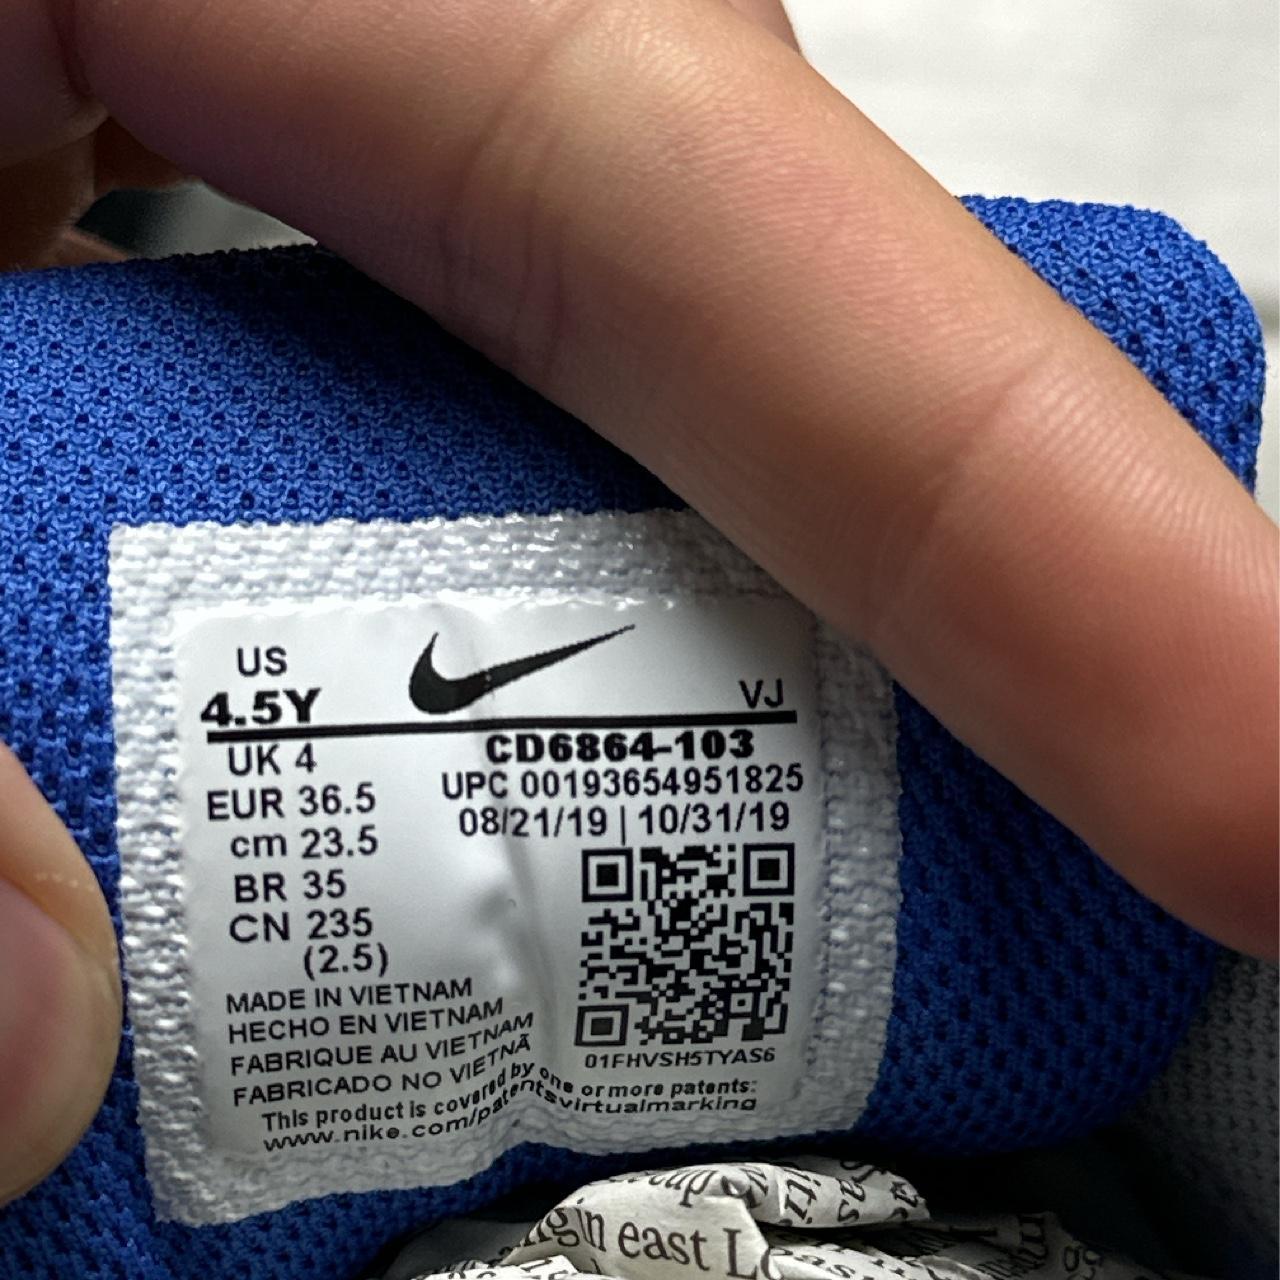 US
4.5Y
VJ
UK 4
EUR 36.5
cm 23.5
BR 35
CN 235
(2.5)
CD6864-103
UPC 00193654951825
08/21/19 | 10/31/19
01FHVSH5TYAS6
MADE IN VIETNAM
HECHO EN VIETNAM
FABRIQUE AU VIETNAM
FABRICADO NO VIETNÃ
This product is covered by one or more patents:
www.nike.com/patentsvirtualmarking
in east